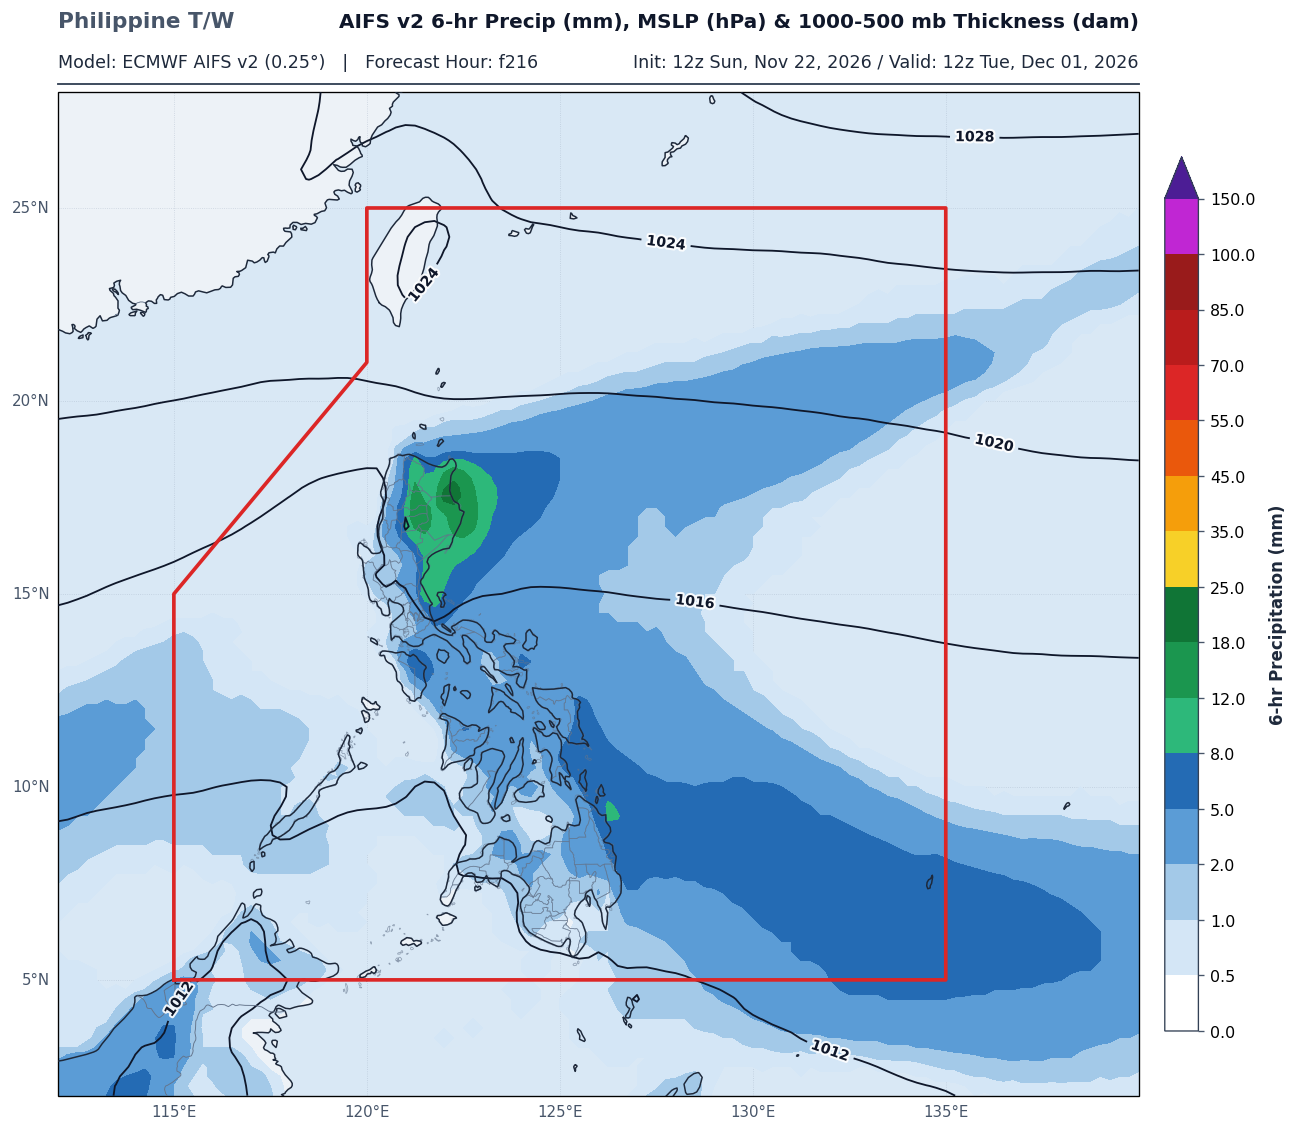 Philippine T/W
AIFS v2 6-hr Precip (mm), MSLP (hPa) & 1000-500 mb Thickness (dam)
Model: ECMWF AIFS v2 (0.25°) | Forecast Hour: f216
Init: 12z Sun, Nov 22, 2026 / Valid: 12z Tue, Dec 01, 2026
1028
1024
1024
1020
1016
1012
1012
25°N
20°N
15°N
10°N
5°N
115°E
120°E
125°E
130°E
135°E
150.0
100.0
85.0
70.0
55.0
45.0
35.0
25.0
18.0
12.0
8.0
5.0
2.0
1.0
0.5
0.0
6-hr Precipitation (mm)